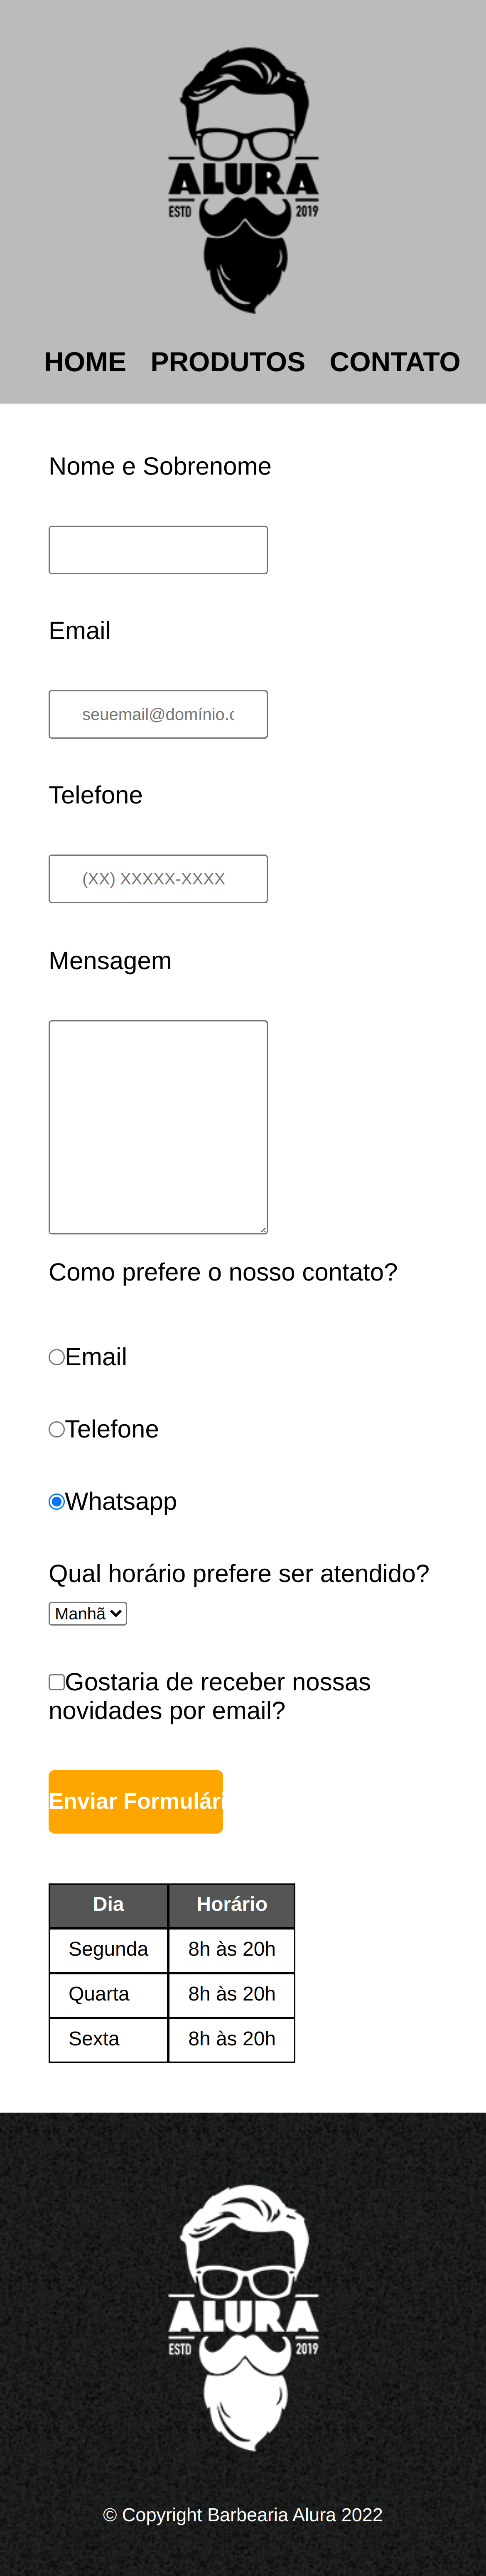 ALURA
ESTD 2019
HOME PRODUTOS CONTATO
Nome e Sobrenome
Email
seuemail@domínio.c
Telefone
(XX) XXXXX-XXXX
Mensagem
Como prefere o nosso contato?
Email
Telefone
Whatsapp
Qual horário prefere ser atendido?
Manhã
Gostaria de receber nossas
novidades por email?
Enviar Formulári
Dia Horário
Segunda 8h às 20h
Quarta 8h às 20h
Sexta 8h às 20h
ALURA
ESTD 2019
© Copyright Barbearia Alura 2022